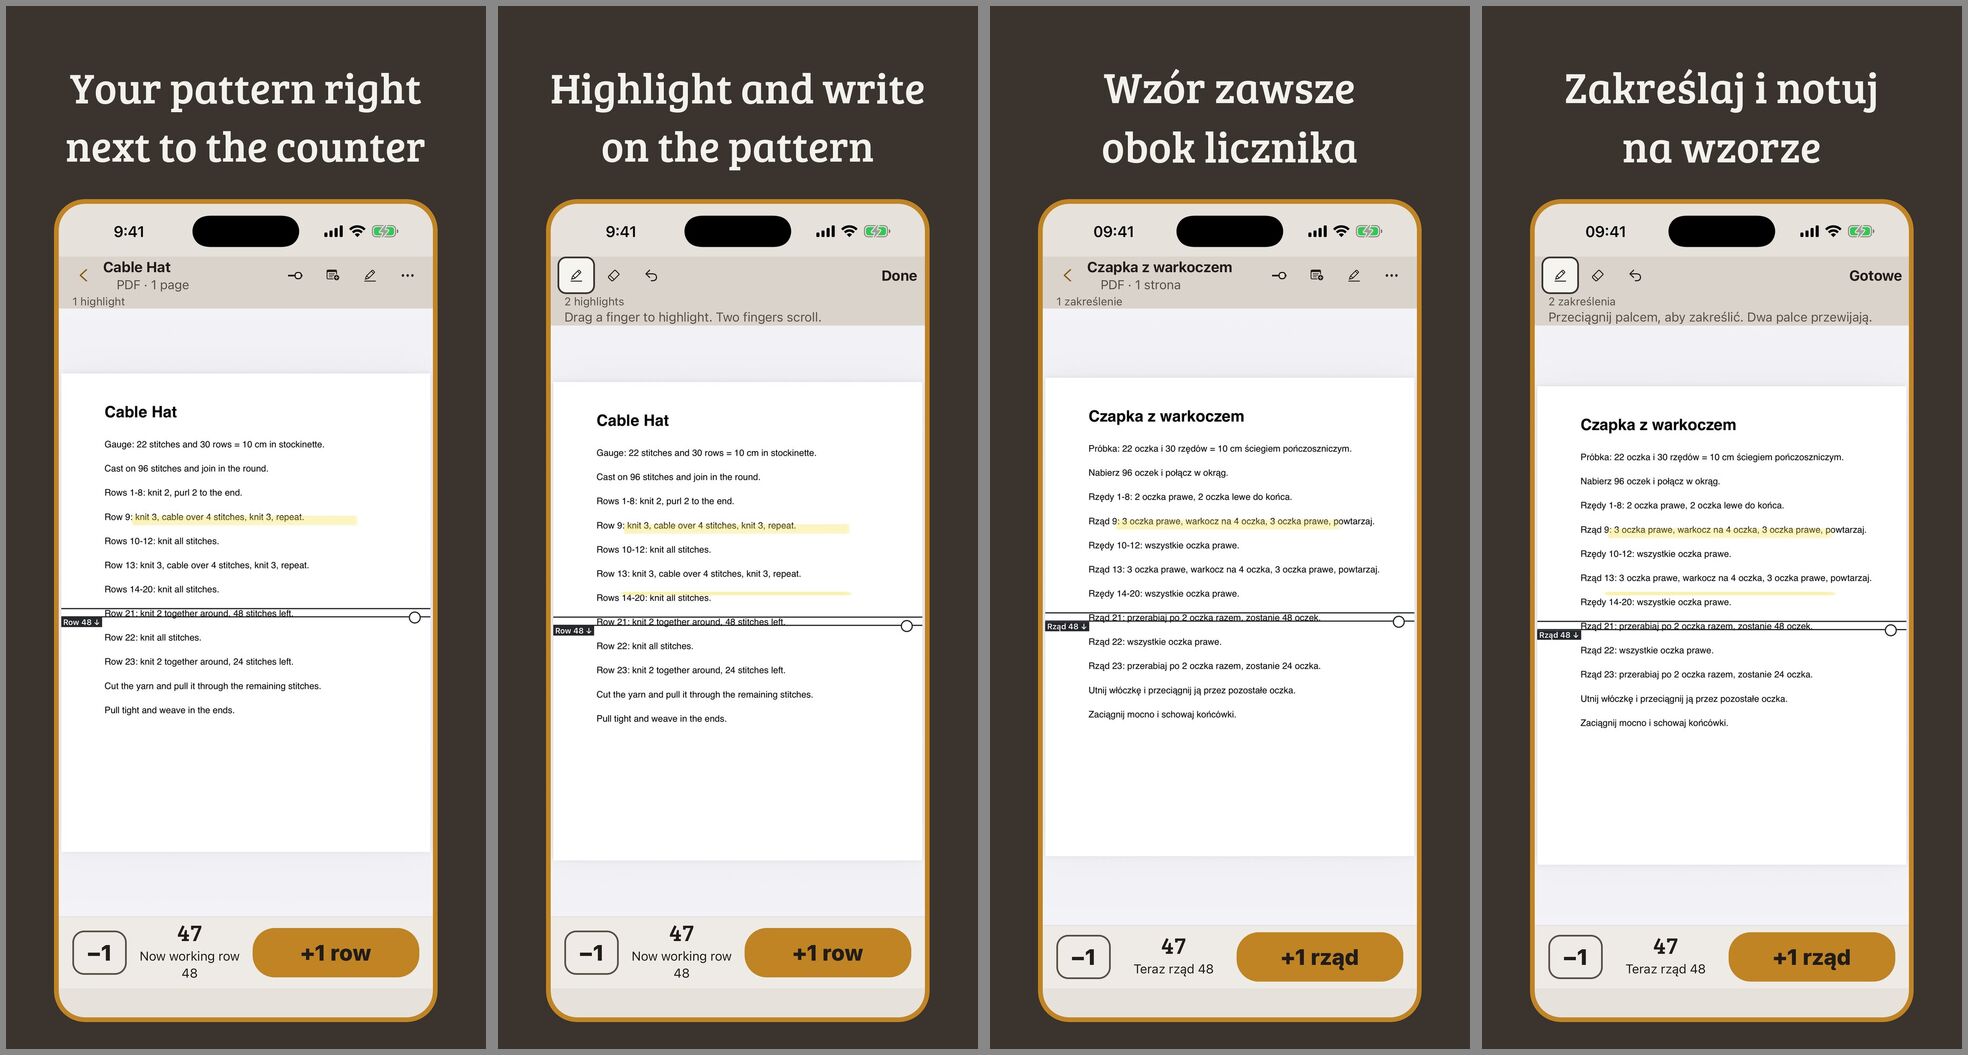 Your pattern right
next to the counter
9:41
Cable Hat
PDF · 1 page
1 highlight
Cable Hat
Gauge: 22 stitches and 30 rows = 10 cm in stockinette.
Cast on 96 stitches and join in the round.
Rows 1-8: knit 2, purl 2 to the end.
Row 9: knit 3, cable over 4 stitches, knit 3, repeat.
Rows 10-12: knit all stitches.
Row 13: knit 3, cable over 4 stitches, knit 3, repeat.
Rows 14-20: knit all stitches.
Row 21: knit 2 together around, 48 stitches left.
Row 48 ↓
Row 22: knit all stitches.
Row 23: knit 2 together around, 24 stitches left.
Cut the yarn and pull it through the remaining stitches.
Pull tight and weave in the ends.
−1
47
Now working row
48
+1 row
Highlight and write
on the pattern
9:41
Done
2 highlights
Drag a finger to highlight. Two fingers scroll.
Cable Hat
Gauge: 22 stitches and 30 rows = 10 cm in stockinette.
Cast on 96 stitches and join in the round.
Rows 1-8: knit 2, purl 2 to the end.
Row 9: knit 3, cable over 4 stitches, knit 3, repeat.
Rows 10-12: knit all stitches.
Row 13: knit 3, cable over 4 stitches, knit 3, repeat.
Rows 14-20: knit all stitches.
Row 21: knit 2 together around, 48 stitches left.
Row 48 ↓
Row 22: knit all stitches.
Row 23: knit 2 together around, 24 stitches left.
Cut the yarn and pull it through the remaining stitches.
Pull tight and weave in the ends.
−1
47
Now working row
48
+1 row
Wzór zawsze
obok licznika
09:41
Czapka z warkoczem
PDF · 1 strona
1 zakreślenie
Czapka z warkoczem
Próbka: 22 oczka i 30 rzędów = 10 cm ściegiem pończoszniczym.
Nabierz 96 oczek i połącz w okrąg.
Rzędy 1-8: 2 oczka prawe, 2 oczka lewe do końca.
Rząd 9: 3 oczka prawe, warkocz na 4 oczka, 3 oczka prawe, powtarzaj.
Rzędy 10-12: wszystkie oczka prawe.
Rząd 13: 3 oczka prawe, warkocz na 4 oczka, 3 oczka prawe, powtarzaj.
Rzędy 14-20: wszystkie oczka prawe.
Rząd 21: przerabiaj po 2 oczka razem, zostanie 48 oczek.
Rząd 48 ↓
Rząd 22: wszystkie oczka prawe.
Rząd 23: przerabiaj po 2 oczka razem, zostanie 24 oczka.
Utnij włóczkę i przeciągnij ją przez pozostałe oczka.
Zaciągnij mocno i schowaj końcówki.
−1
47
Teraz rząd 48
+1 rząd
Zakreślaj i notuj
na wzorze
09:41
Gotowe
2 zakreślenia
Przeciągnij palcem, aby zakreślić. Dwa palce przewijają.
Czapka z warkoczem
Próbka: 22 oczka i 30 rzędów = 10 cm ściegiem pończoszniczym.
Nabierz 96 oczek i połącz w okrąg.
Rzędy 1-8: 2 oczka prawe, 2 oczka lewe do końca.
Rząd 9: 3 oczka prawe, warkocz na 4 oczka, 3 oczka prawe, powtarzaj.
Rzędy 10-12: wszystkie oczka prawe.
Rząd 13: 3 oczka prawe, warkocz na 4 oczka, 3 oczka prawe, powtarzaj.
Rzędy 14-20: wszystkie oczka prawe.
Rząd 21: przerabiaj po 2 oczka razem, zostanie 48 oczek.
Rząd 48 ↓
Rząd 22: wszystkie oczka prawe.
Rząd 23: przerabiaj po 2 oczka razem, zostanie 24 oczka.
Utnij włóczkę i przeciągnij ją przez pozostałe oczka.
Zaciągnij mocno i schowaj końcówki.
−1
47
Teraz rząd 48
+1 rząd